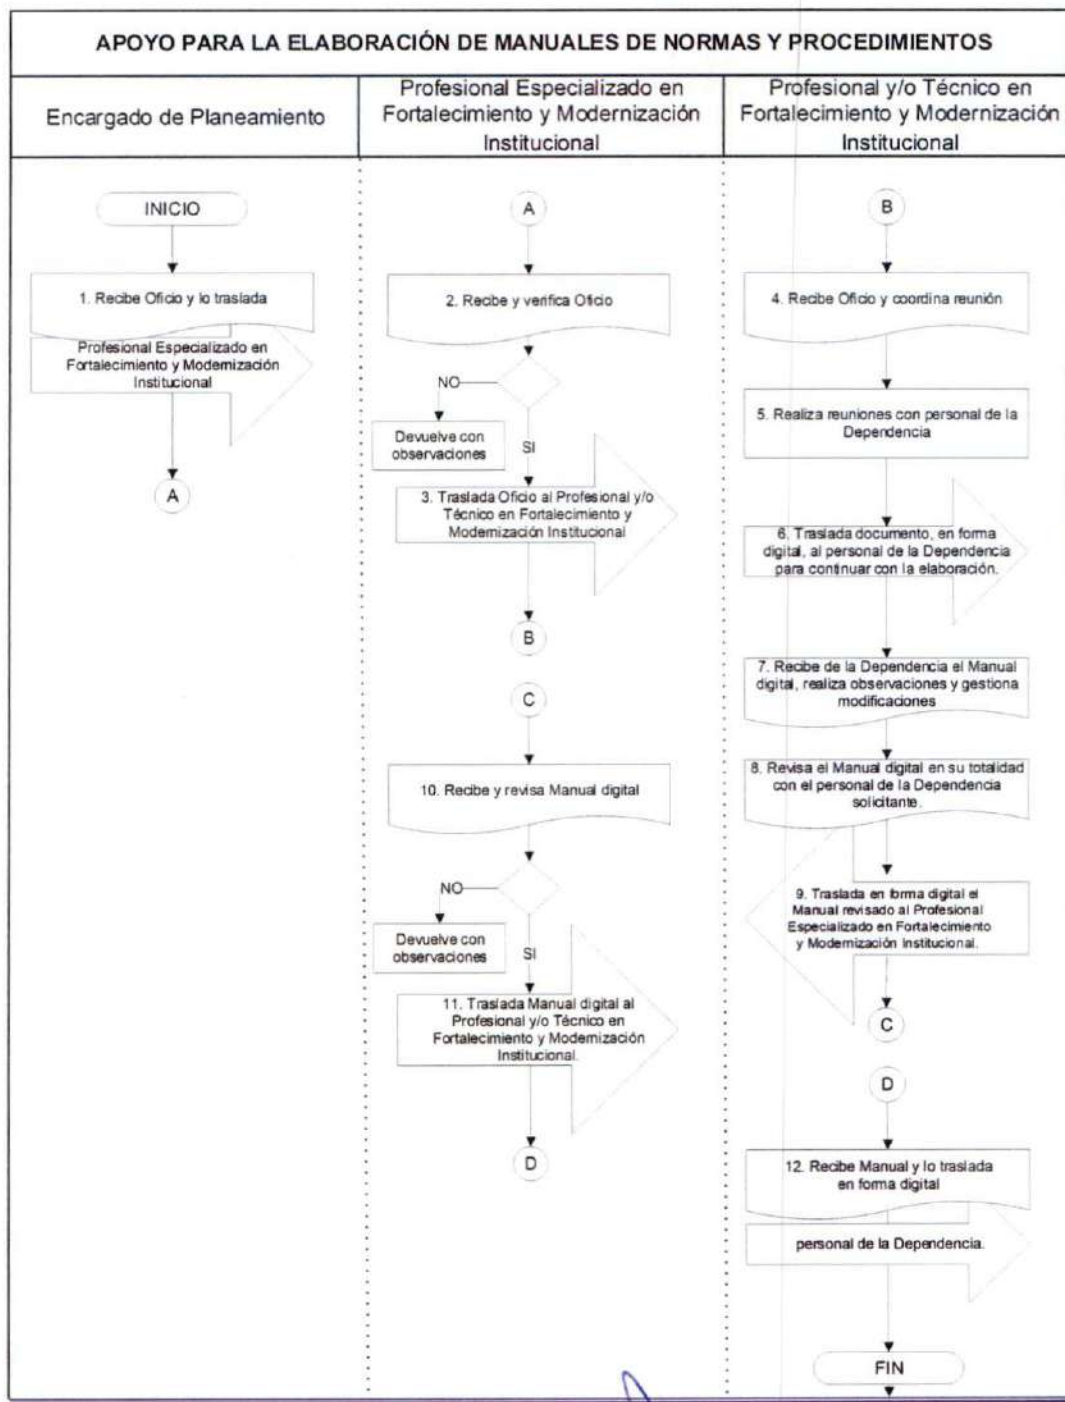 APOYO PARA LA ELABORACIÓN DE MANUALES DE NORMAS Y PROCEDIMIENTOS
Encargado de Planeamiento
Profesional Especializado en
Fortalecimiento y Modernización
Institucional
Profesional y/o Técnico en
Fortalecimiento y Modernización
Institucional
INICIO
1. Recibe Oficio y lo traslada
Profesional Especializado en
Fortalecimiento y Modernización
Institucional
A
A
2. Recibe y verifica Oficio
NO
Devuelve con
observaciones
SI
3. Traslada Oficio al Profesional y/o
Técnico en Fortalecimiento y
Modernización Institucional
B
C
10. Recibe y revisa Manual digital
NO
Devuelve con
observaciones
SI
11. Traslada Manual digital al
Profesional y/o Técnico en
Fortalecimiento y Modernización
Institucional.
D
B
4. Recibe Oficio y coordina reunión
5. Realiza reuniones con personal de la
Dependencia
6. Traslada documento, en forma
digital, al personal de la Dependencia
para continuar con la elaboración.
7. Recibe de la Dependencia el Manual
digital, realiza observaciones y gestiona
modificaciones
8. Revisa el Manual digital en su totalidad
con el personal de la Dependencia
solicitante.
9. Traslada en forma digital el
Manual revisado al Profesional
Especializado en Fortalecimiento
y Modernización Institucional.
C
D
12. Recibe Manual y lo traslada
en forma digital
personal de la Dependencia.
FIN